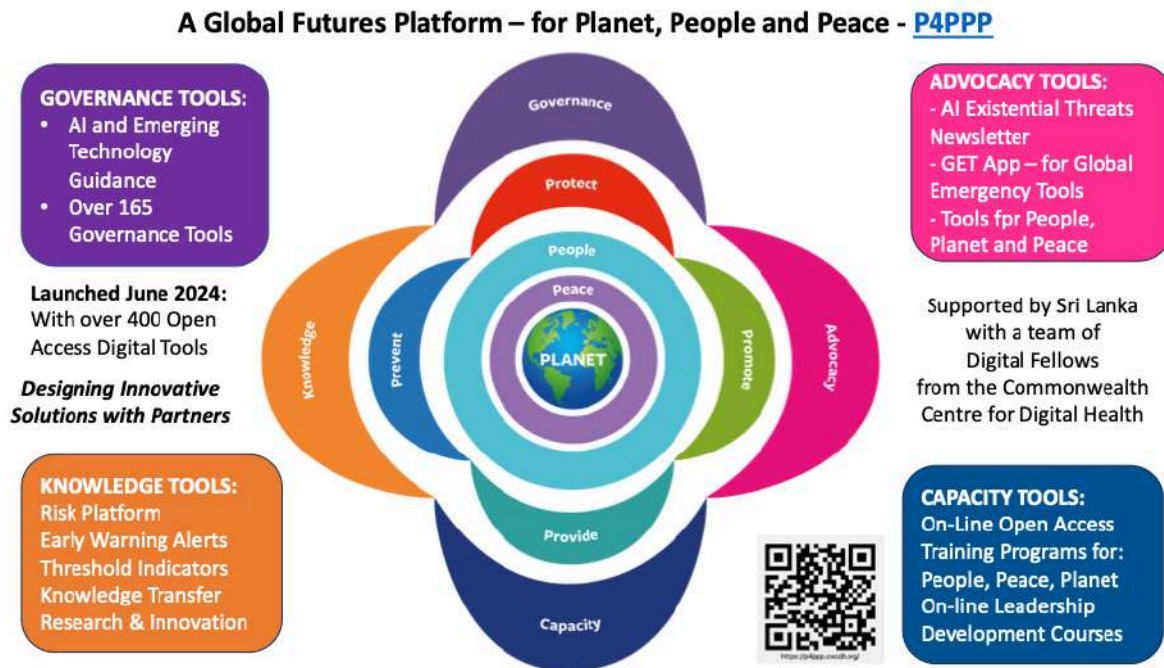 A Global Futures Platform – for Planet, People and Peace - P4PPP
GOVERNANCE TOOLS:
• AI and Emerging
Technology
Guidance
• Over 165
Governance Tools
Launched June 2024:
With over 400 Open
Access Digital Tools
Designing Innovative
Solutions with Partners
KNOWLEDGE TOOLS:
Risk Platform
Early Warning Alerts
Threshold Indicators
Knowledge Transfer
Research & Innovation
Governance
Protect
People
Peace
PLANET
Knowledge
Prevent
Promote
Advocacy
Provide
Capacity
ADVOCACY TOOLS:
- AI Existential Threats
Newsletter
- GET App – for Global
Emergency Tools
- Tools fpr People,
Planet and Peace
Supported by Sri Lanka
with a team of
Digital Fellows
from the Commonwealth
Centre for Digital Health
CAPACITY TOOLS:
On-Line Open Access
Training Programs for:
People, Peace, Planet
On-line Leadership
Development Courses
https://p4ppp.cwcdh.org/